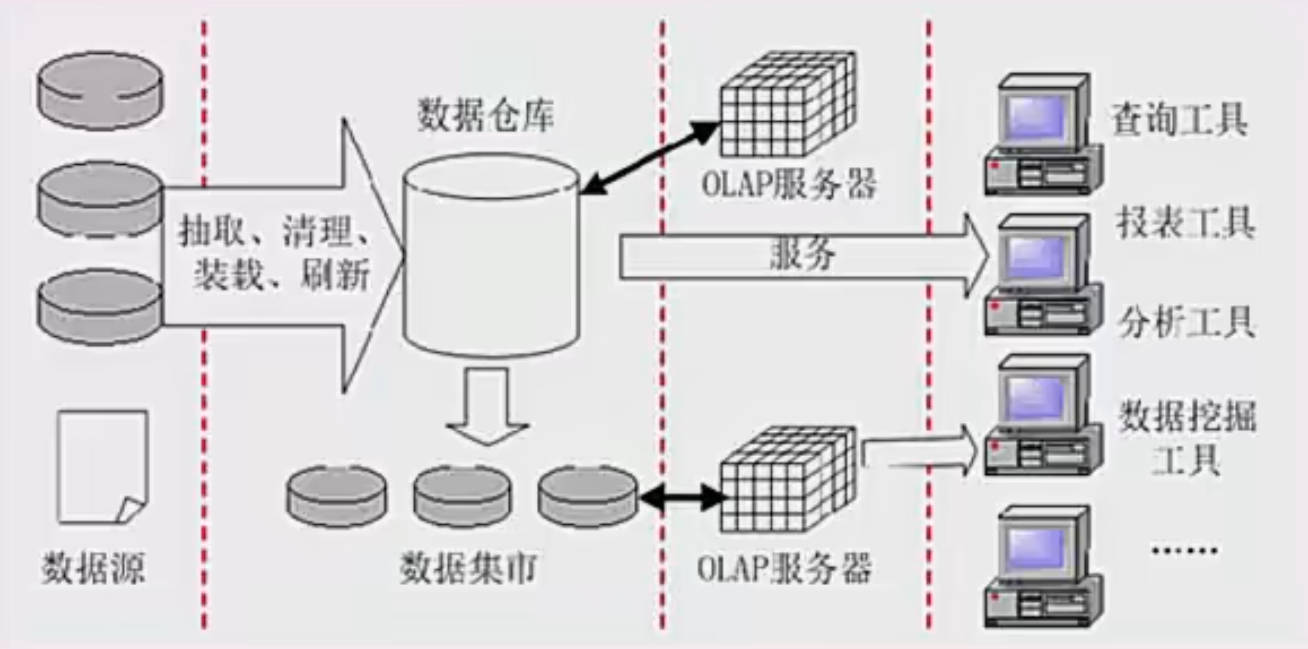 数据仓库
OLAP服务器
查询工具
抽取、清理、
装载、刷新
服务
报表工具
分析工具
数据挖掘
工具
数据源
数据集市
OLAP服务器
……